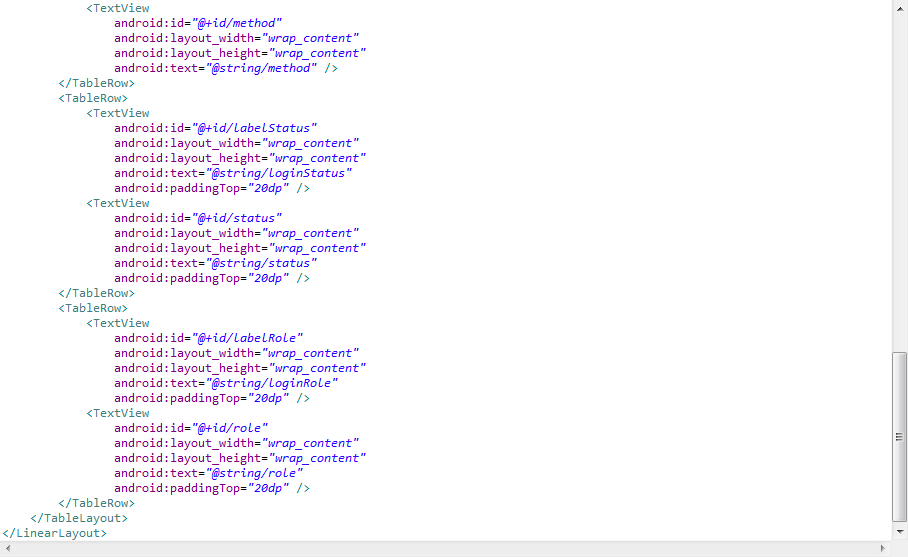 <TextView
android:id="@+id/method"
android:layout_width="wrap_content"
android:layout_height="wrap_content"
android:text="@string/method" />
</TableRow>
<TableRow>
<TextView
android:id="@+id/labelStatus"
android:layout_width="wrap_content"
android:layout_height="wrap_content"
android:text="@string/loginStatus"
android:paddingTop="20dp" />
<TextView
android:id="@+id/status"
android:layout_width="wrap_content"
android:layout_height="wrap_content"
android:text="@string/status"
android:paddingTop="20dp" />
</TableRow>
<TableRow>
<TextView
android:id="@+id/labelRole"
android:layout_width="wrap_content"
android:layout_height="wrap_content"
android:text="@string/loginRole"
android:paddingTop="20dp" />
<TextView
android:id="@+id/role"
android:layout_width="wrap_content"
android:layout_height="wrap_content"
android:text="@string/role"
android:paddingTop="20dp" />
</TableRow>
</TableLayout>
</LinearLayout>